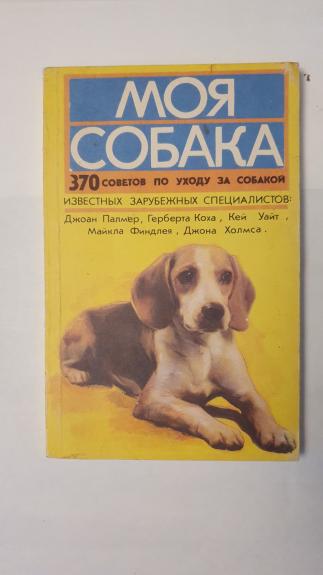 МОЯ
СОБАКА
370 СОВЕТОВ ПО УХОДУ ЗА СОБАКОЙ
ИЗВЕСТНЫХ ЗАРУБЕЖНЫХ СПЕЦИАЛИСТОВ:
Джоан Палмер, Герберта Коха, Кей Уайт,
Майкла Финдлея, Джона Холмса.